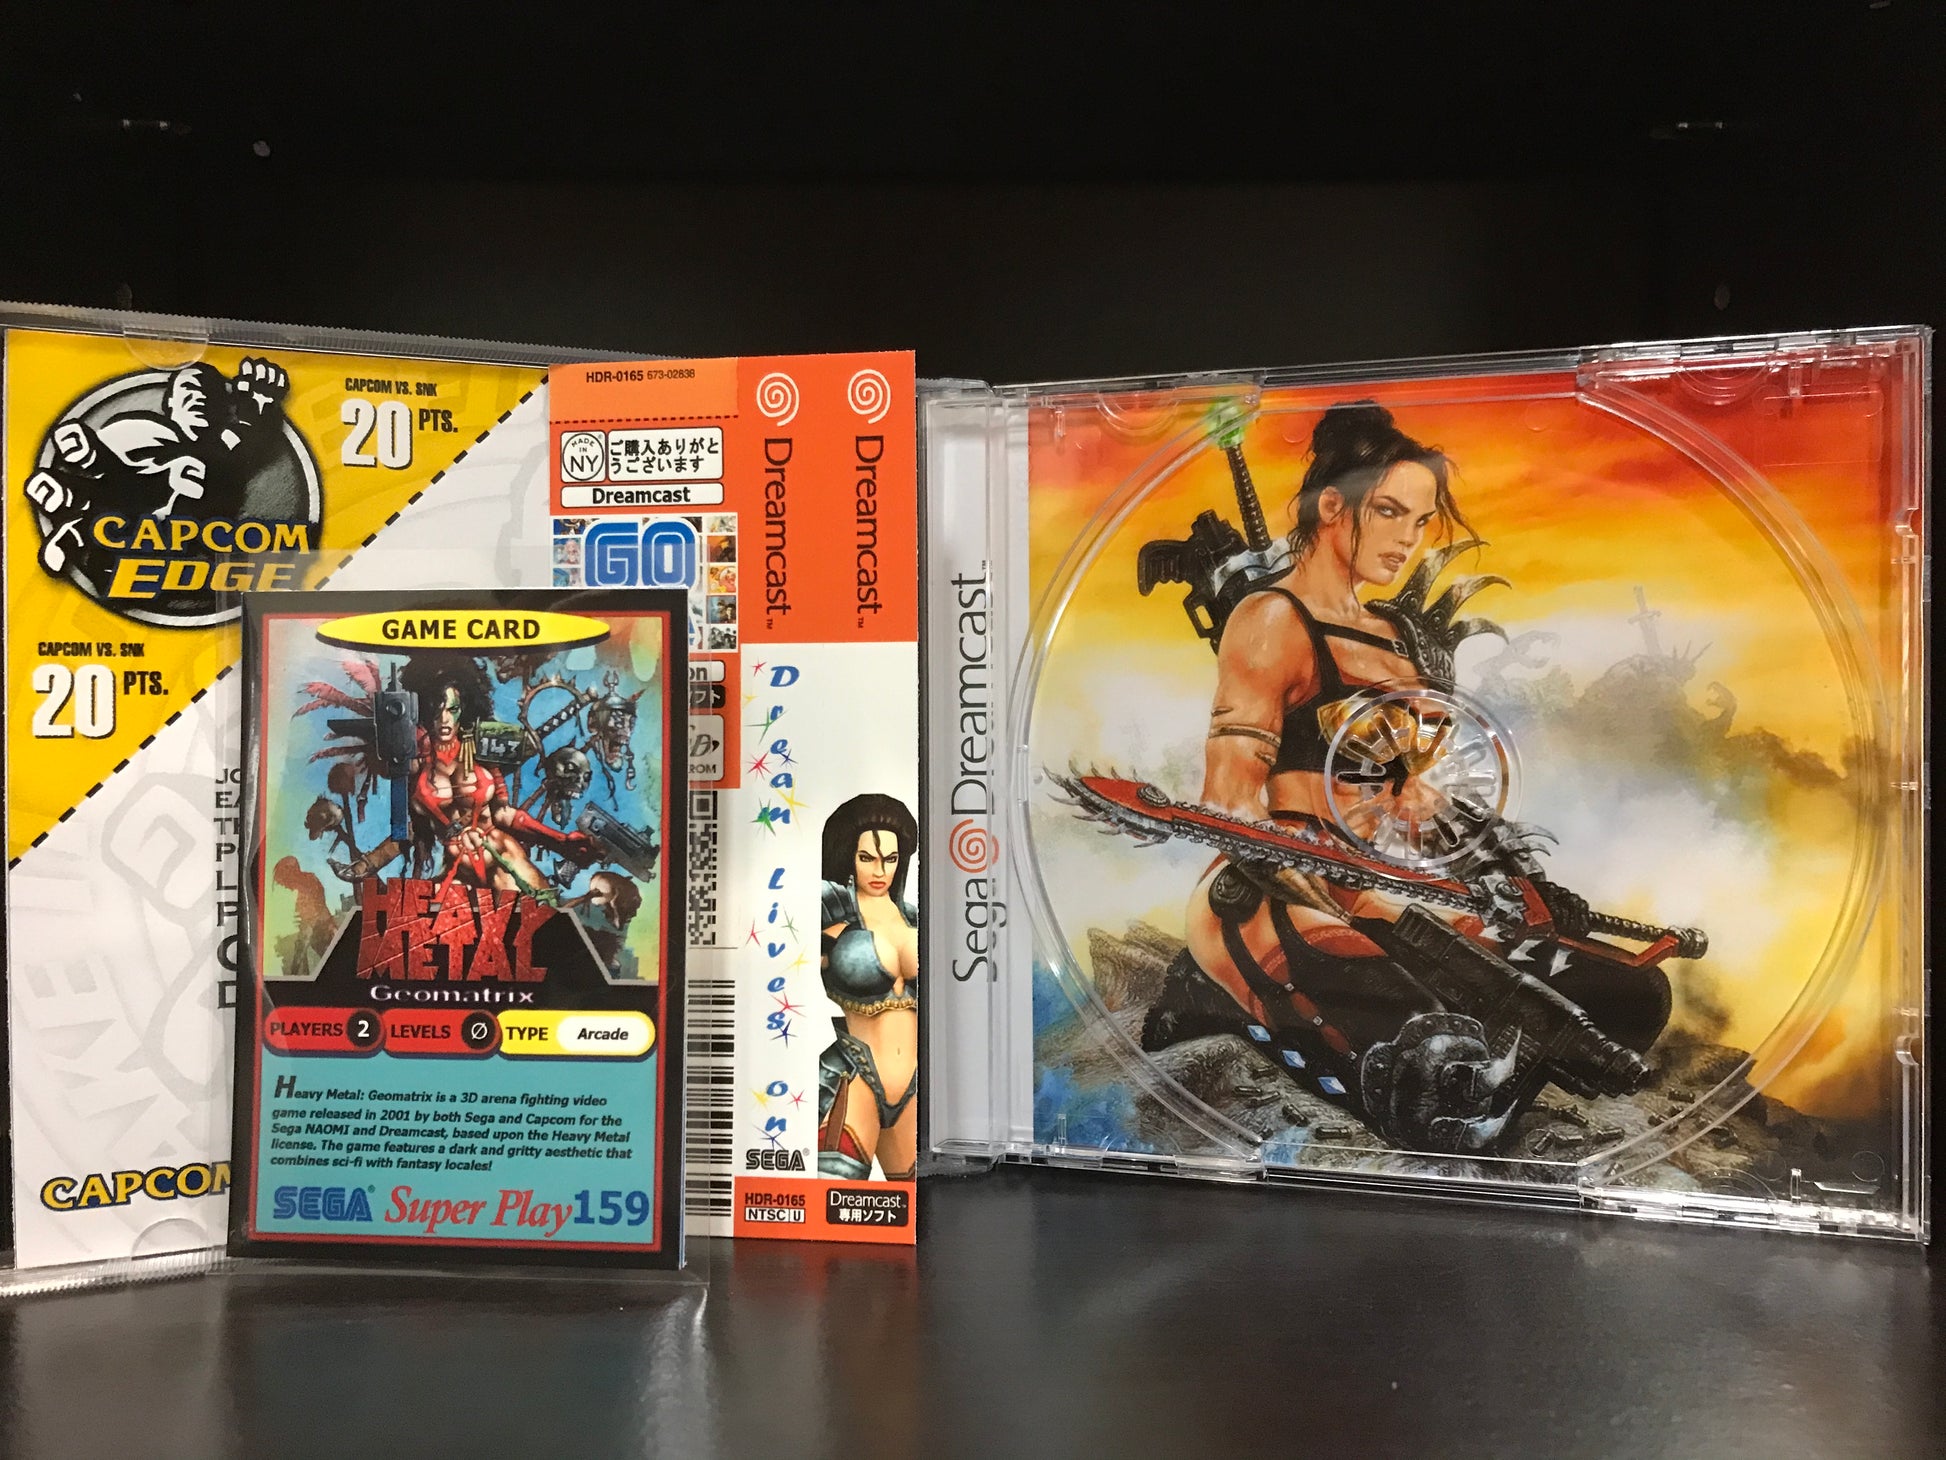 CAPCOM VS. SNK
20 PTS.
CAPCOM
EDGE
CAPCOM VS. SNK
20 PTS.
CAPCOM
HDR-0165 673-02838
MADE IN NY
ご購入ありがと
うございます
Dreamcast
GO
Dreamcast™
Dreamcast™
Dream Lives on
SEGA®
HDR-0165
NTSC U
Dreamcast™
専用ソフト
GAME CARD
143
HEAVY
METAL
Geomatrix
PLAYERS 2 LEVELS Ø TYPE Arcade
Heavy Metal: Geomatrix is a 3D arena fighting video
game released in 2001 by both Sega and Capcom for the
Sega NAOMI and Dreamcast, based upon the Heavy Metal
license. The game features a dark and gritty aesthetic that
combines sci-fi with fantasy locales!
SEGA® Super Play 159
Sega Dreamcast™